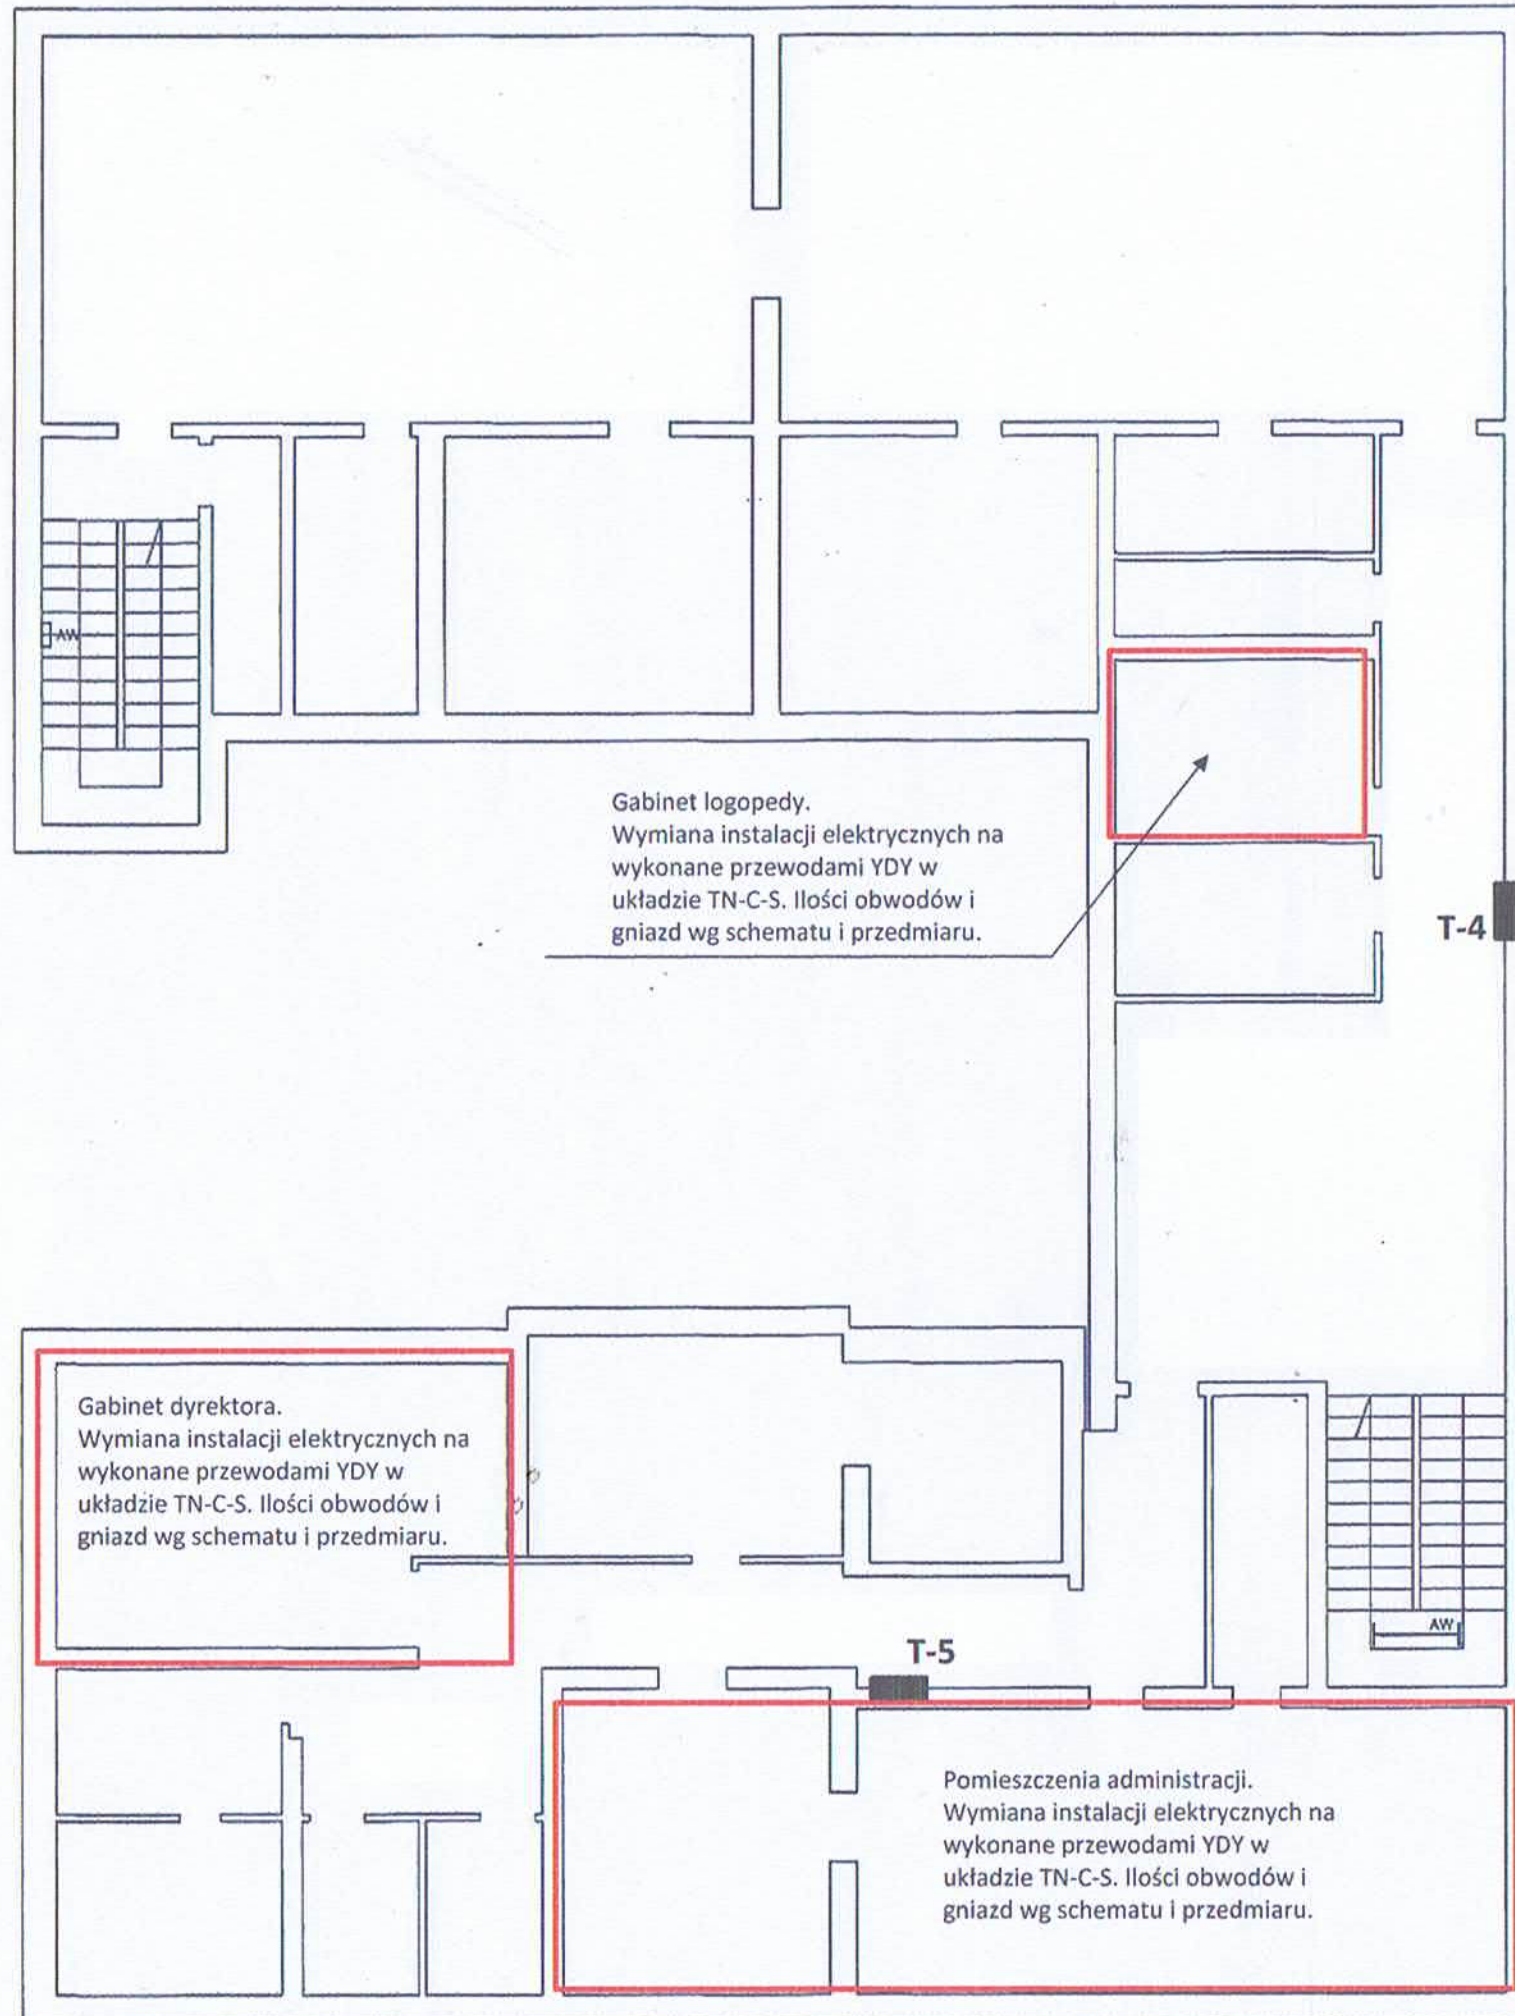 AW
Gabinet logopedy.
Wymiana instalacji elektrycznych na
wykonane przewodami YDY w
układzie TN-C-S. Ilości obwodów i
gniazd wg schematu i przedmiaru.
T-4
Gabinet dyrektora.
Wymiana instalacji elektrycznych na
wykonane przewodami YDY w
układzie TN-C-S. Ilości obwodów i
gniazd wg schematu i przedmiaru.
AW
T-5
Pomieszczenia administracji.
Wymiana instalacji elektrycznych na
wykonane przewodami YDY w
układzie TN-C-S. Ilości obwodów i
gniazd wg schematu i przedmiaru.